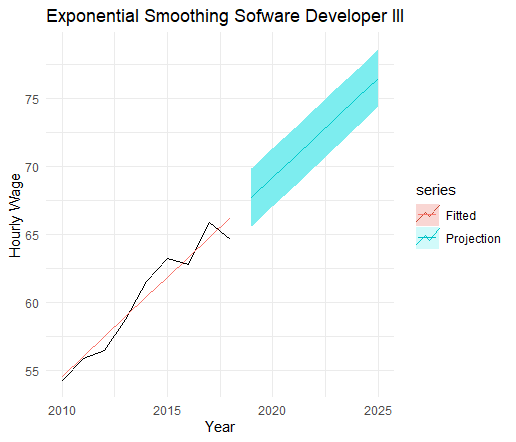 Exponential Smoothing Sofware Developer III
Hourly Wage
75
70
65
60
55
2010
2015
2020
2025
Year
series
Fitted
Projection